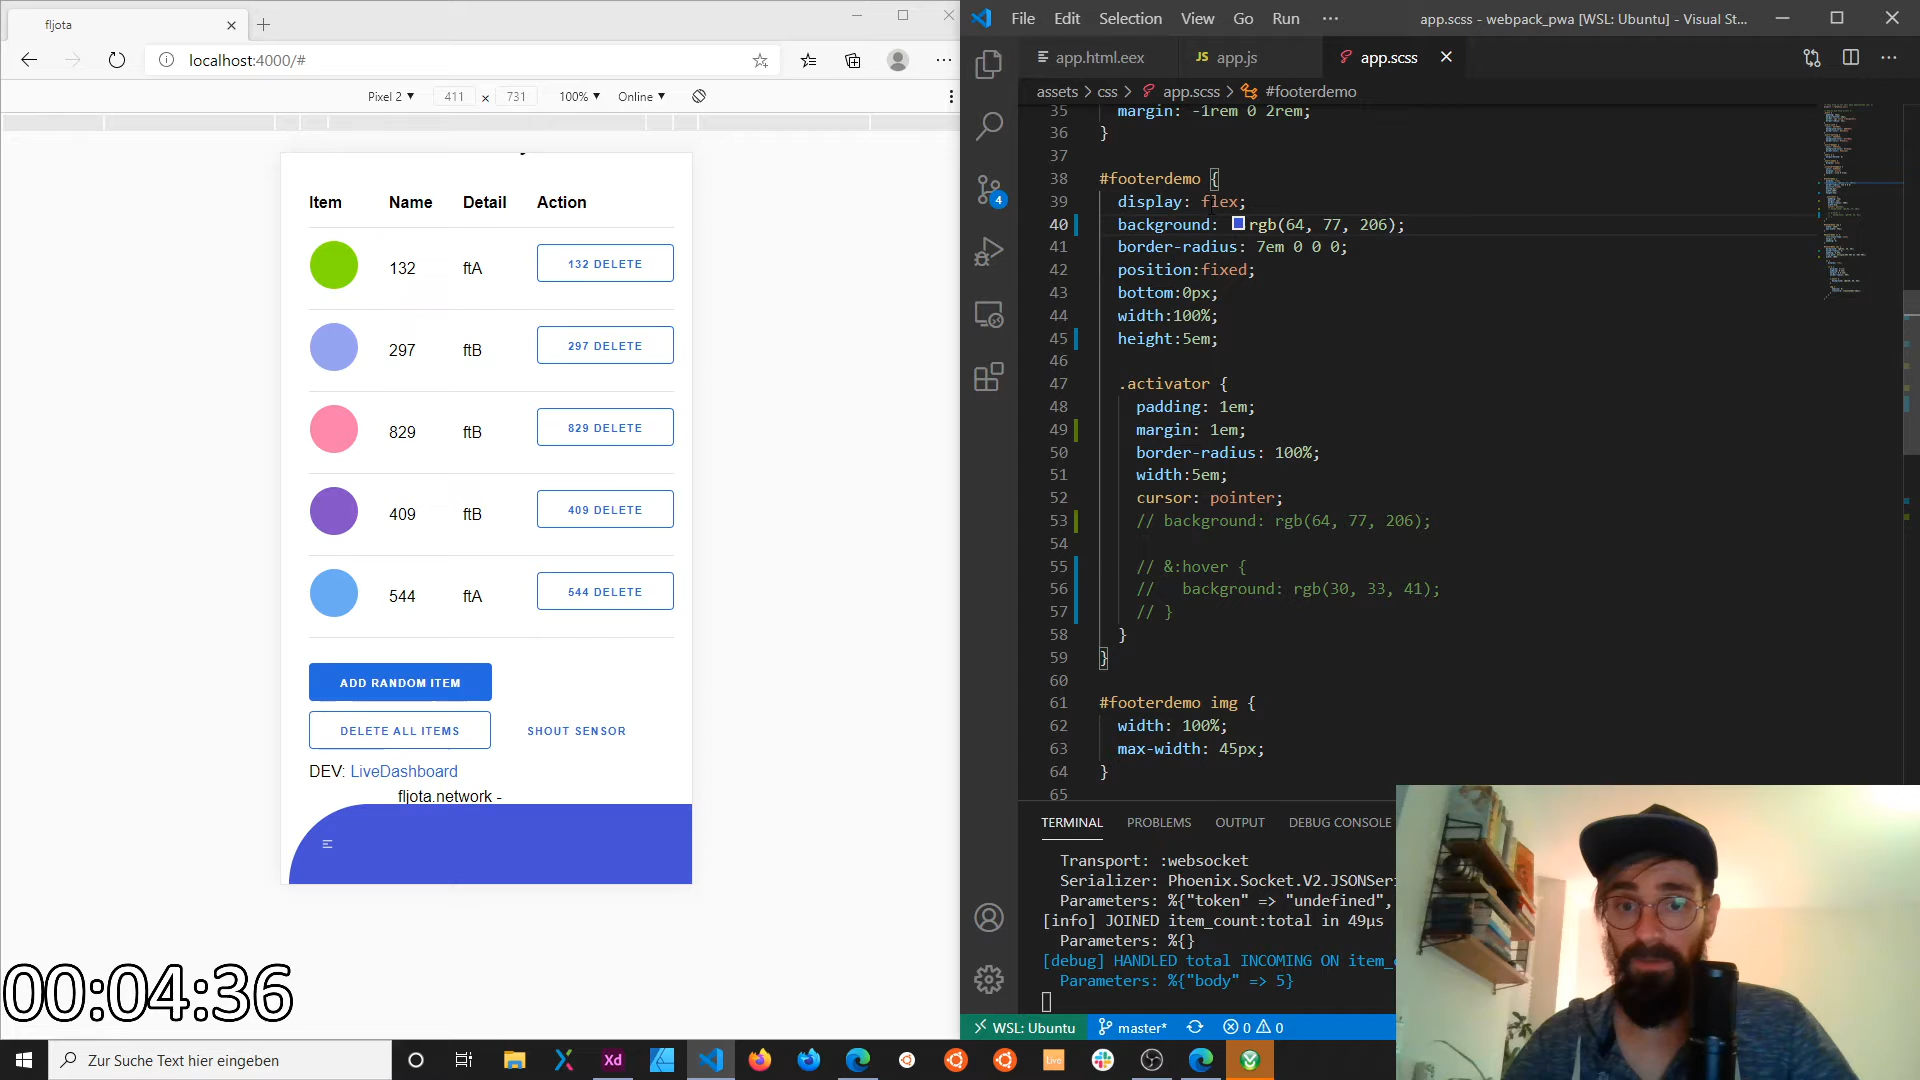 fljota
localhost:4000/#
Pixel 2 ▾ 411 x 731 100% ▾ Online ▾
Item Name Detail Action
132 ftA 132 DELETE
297 ftB 297 DELETE
829 ftB 829 DELETE
409 ftB 409 DELETE
544 ftA 544 DELETE
ADD RANDOM ITEM
DELETE ALL ITEMS SHOUT SENSOR
DEV: LiveDashboard
fljota.network -
00:04:36
File Edit Selection View Go Run ··· app.scss - webpack_pwa [WSL: Ubuntu] - Visual St...
app.html.eex JS app.js app.scss
assets > css > app.scss > #footerdemo
4
35 margin: -1rem 0 2rem;
36 }
37
38 #footerdemo {
39 display: flex;
40 background: rgb(64, 77, 206);
41 border-radius: 7em 0 0 0;
42 position:fixed;
43 bottom:0px;
44 width:100%;
45 height:5em;
46
47 .activator {
48 padding: 1em;
49 margin: 1em;
50 border-radius: 100%;
51 width:5em;
52 cursor: pointer;
53 // background: rgb(64, 77, 206);
54
55 // &:hover {
56 // background: rgb(30, 33, 41);
57 // }
58 }
59 }
60
61 #footerdemo img {
62 width: 100%;
63 max-width: 45px;
64 }
65
TERMINAL PROBLEMS OUTPUT DEBUG CONSOLE
Transport: :websocket
Serializer: Phoenix.Socket.V2.JSONSeri
Parameters: %{"token" => "undefined",
[info] JOINED item_count:total in 49µs
Parameters: %{}
[debug] HANDLED total INCOMING ON item_c
Parameters: %{"body" => 5}
WSL: Ubuntu master* 0 0
Zur Suche Text hier eingeben
Xd
Live